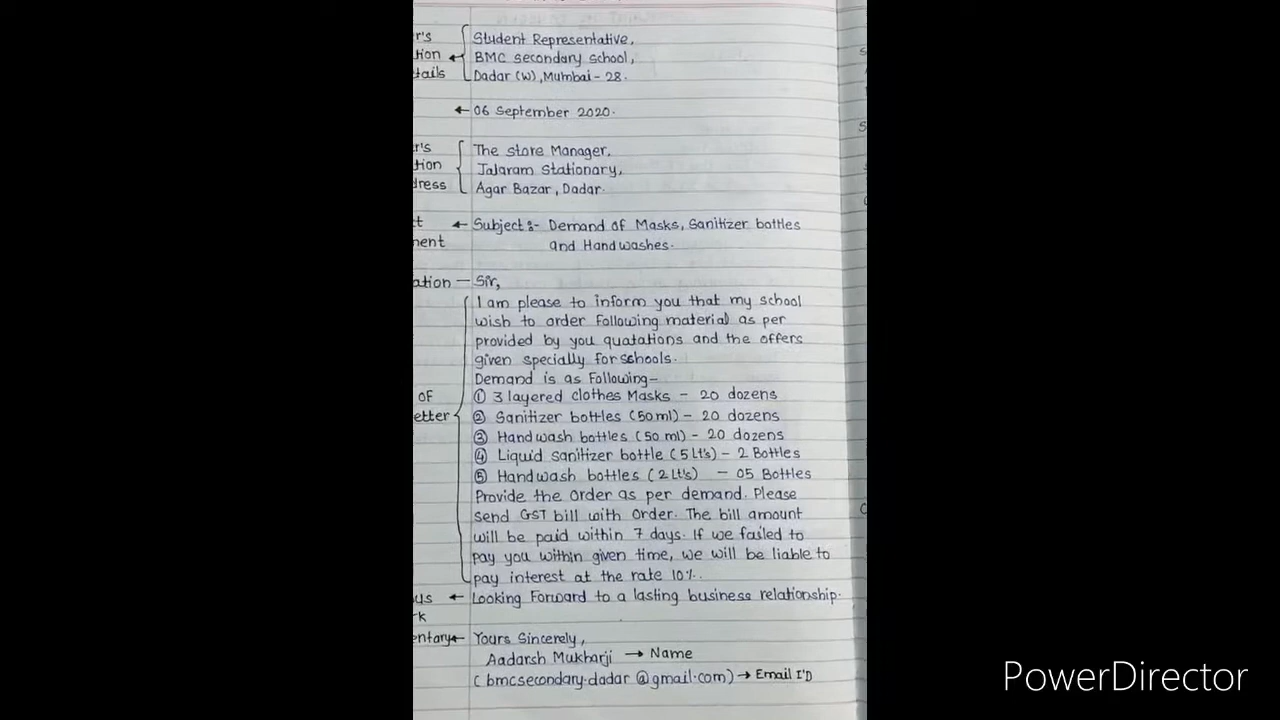 r's
Student Representative,
tion ← BMC secondary school,
tails
Dadar (W), Mumbai - 28.
← 06 September 2020.
r's
The store Manager,
tion
Jalaram Stationary,
dress
Agar Bazar, Dadar.
ct ← Subject :- Demand of Masks, Sanitizer bottles
ment
and Handwashes.
ation — Sir,
I am please to inform you that my school
wish to order following material as per
provided by you quatations and the offers
given specially for schools.
Demand is as Following—
① 3 layered clothes Masks - 20 dozens
② Sanitizer bottles (50ml) - 20 dozens
③ Handwash bottles (50 ml) - 20 dozens
④ Liquid sanitizer bottle (5 Lt's) - 2 Bottles
⑤ Handwash bottles (2 Lt's) - 05 Bottles
OF
etter
Provide the order as per demand. Please
send GST bill with order. The bill amount
will be paid within 7 days. If we failed to
pay you within given time, we will be liable to
pay interest at the rate 10%..
us ← Looking Forward to a lasting business relationship.
rk
entary ← Yours Sincerely,
Aadarsh Mukharji → Name
(bmcsecondary.dadar@gmail.com) → Email I'D
PowerDirector